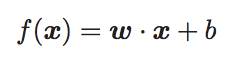 f(x) = w · x + b